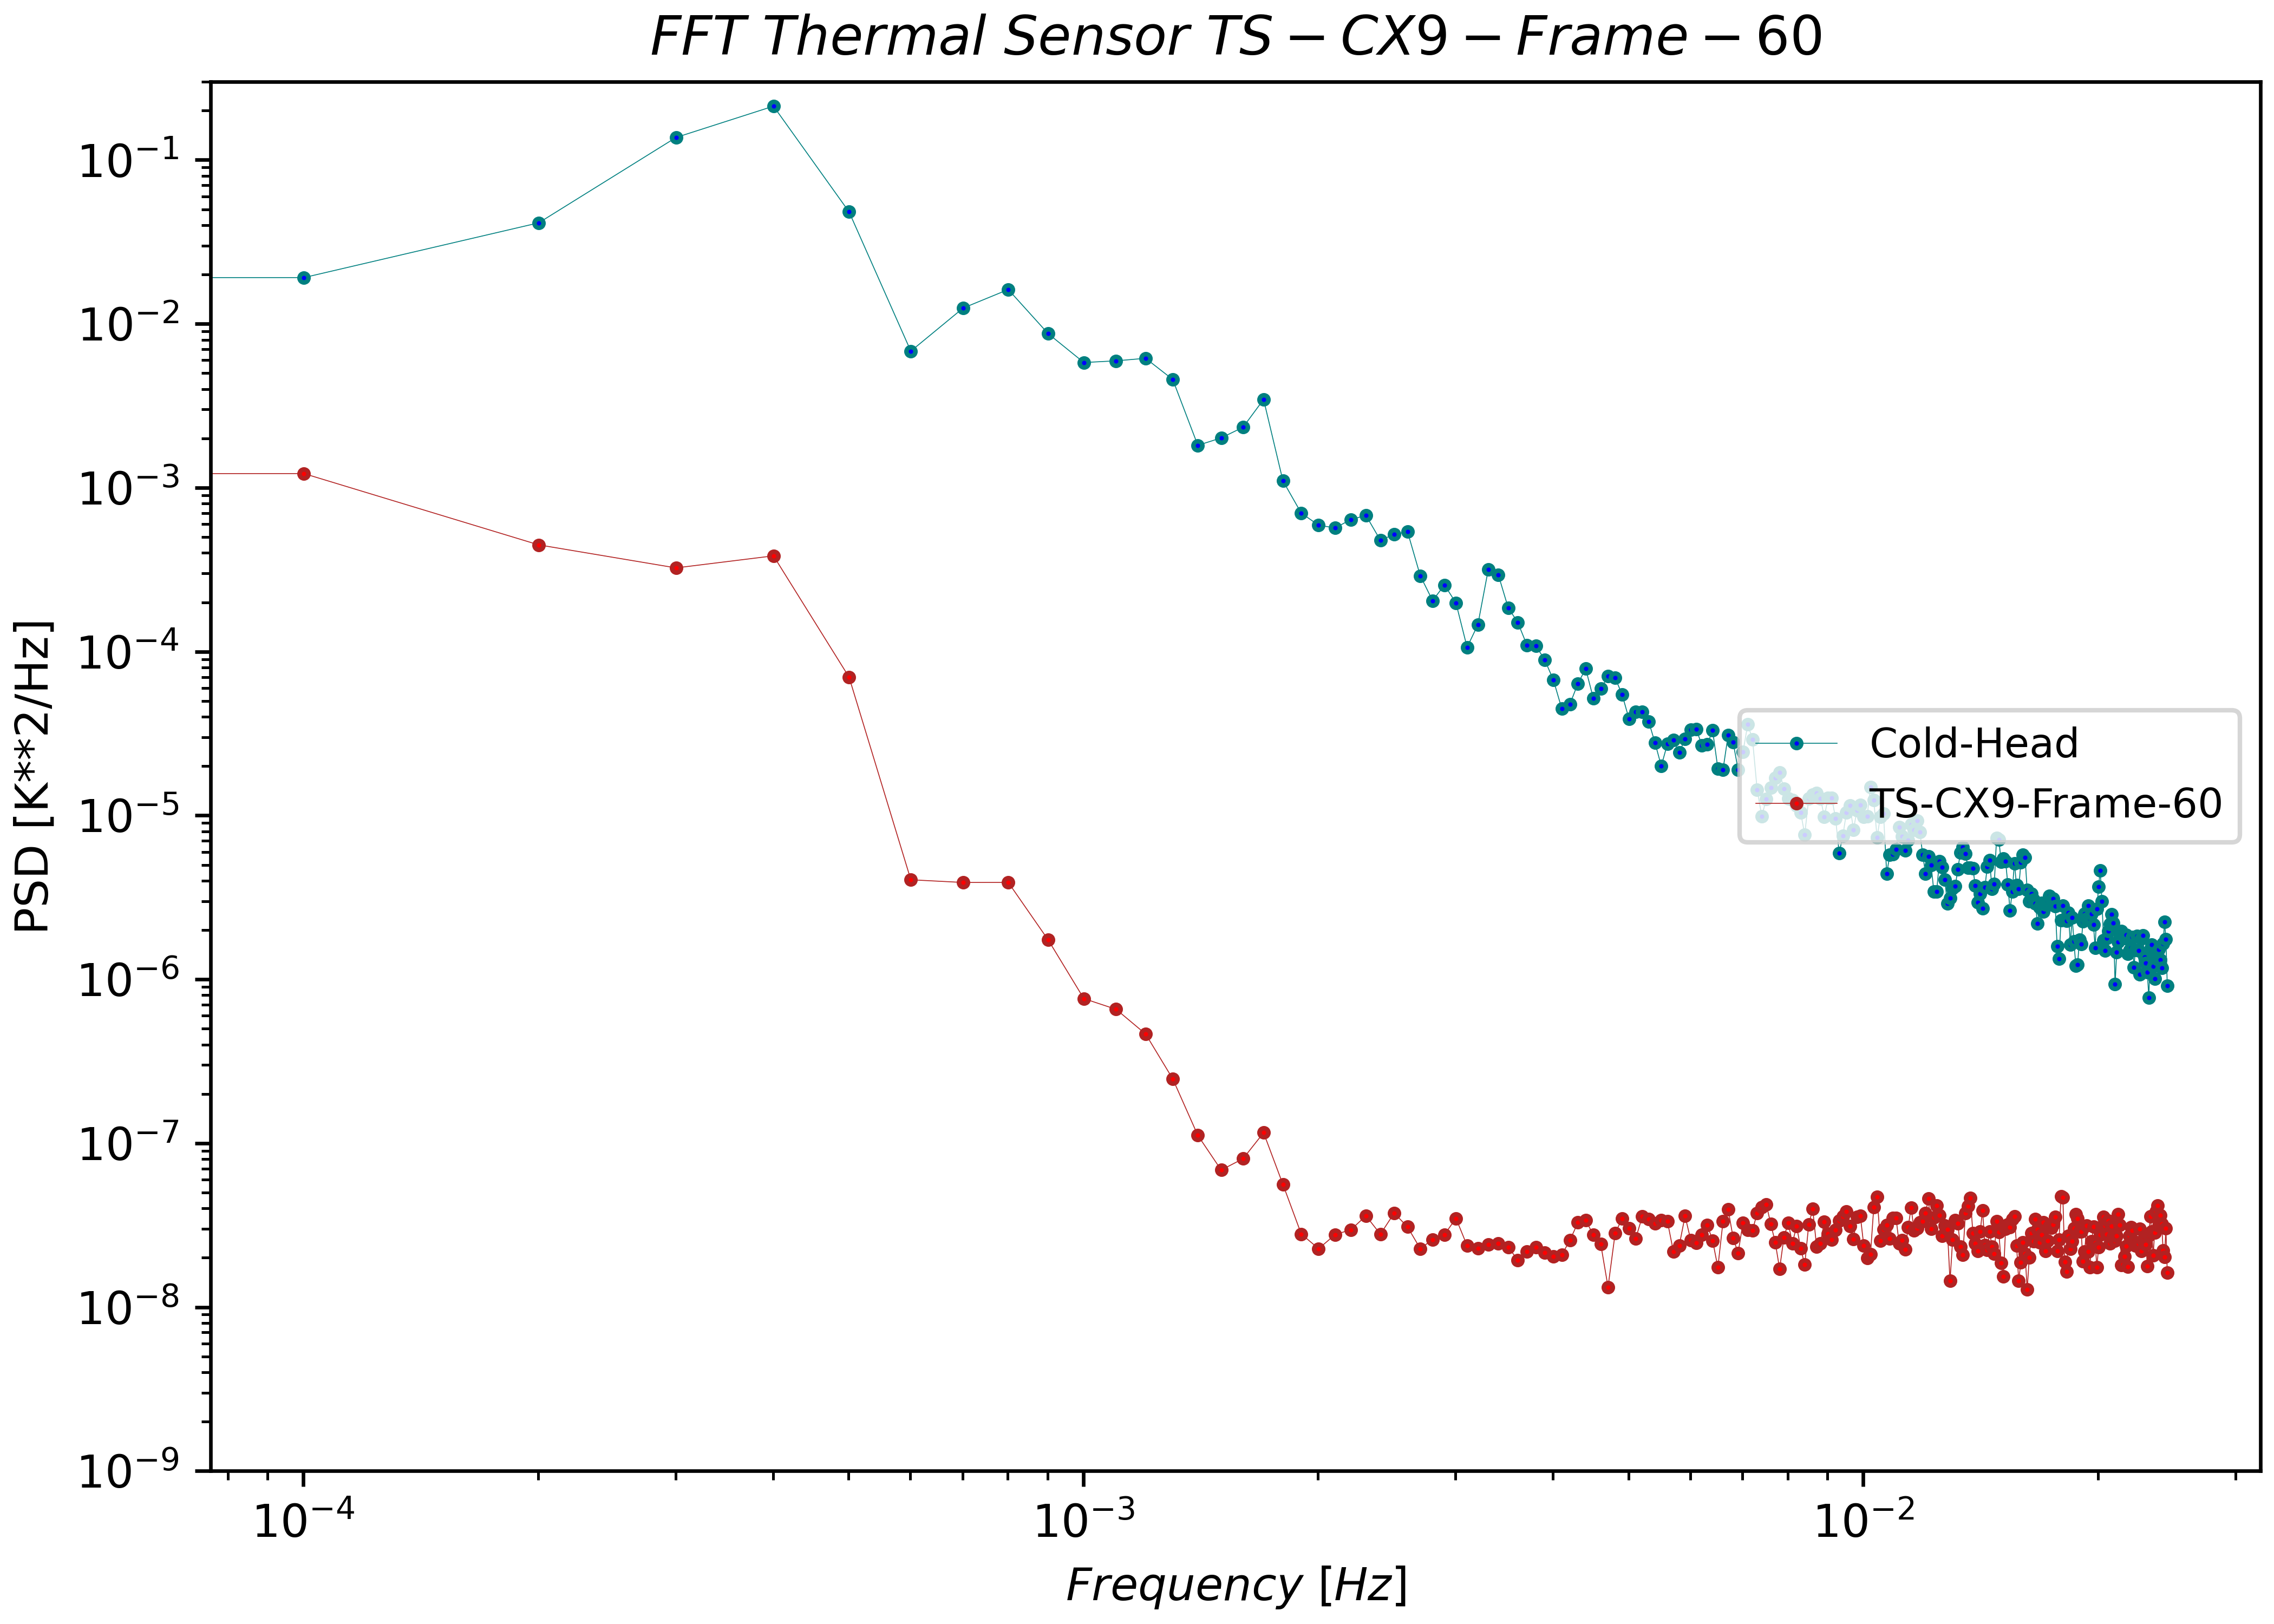 FFT Thermal Sensor TS − CX9 − Frame − 60
PSD [K**2/Hz]
10⁻¹
10⁻²
10⁻³
10⁻⁴
10⁻⁵
10⁻⁶
10⁻⁷
10⁻⁸
10⁻⁹
Cold-Head
TS-CX9-Frame-60
10⁻⁴ 10⁻³ 10⁻²
Frequency [Hz]